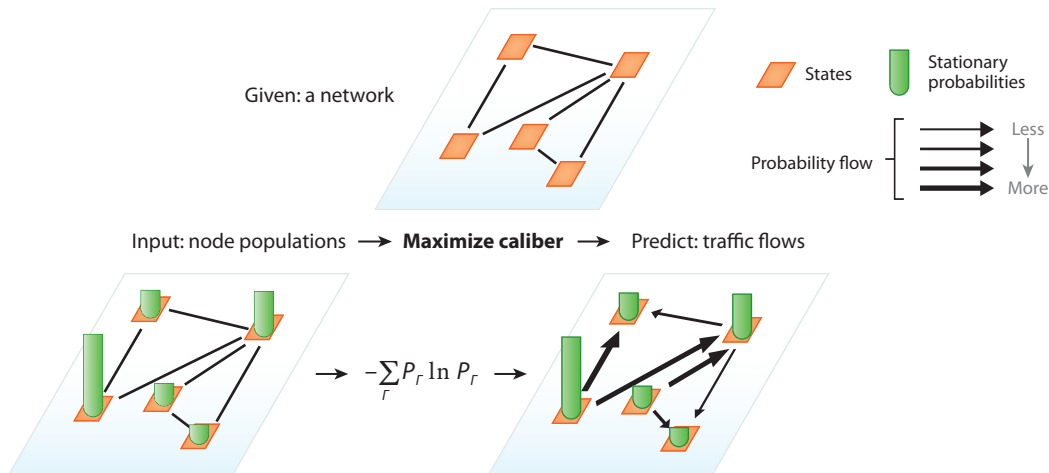 Given: a network
States
Stationary
probabilities
Probability flow
Less
More
Input: node populations → Maximize caliber → Predict: traffic flows
→ −∑_Γ P_Γ ln P_Γ →